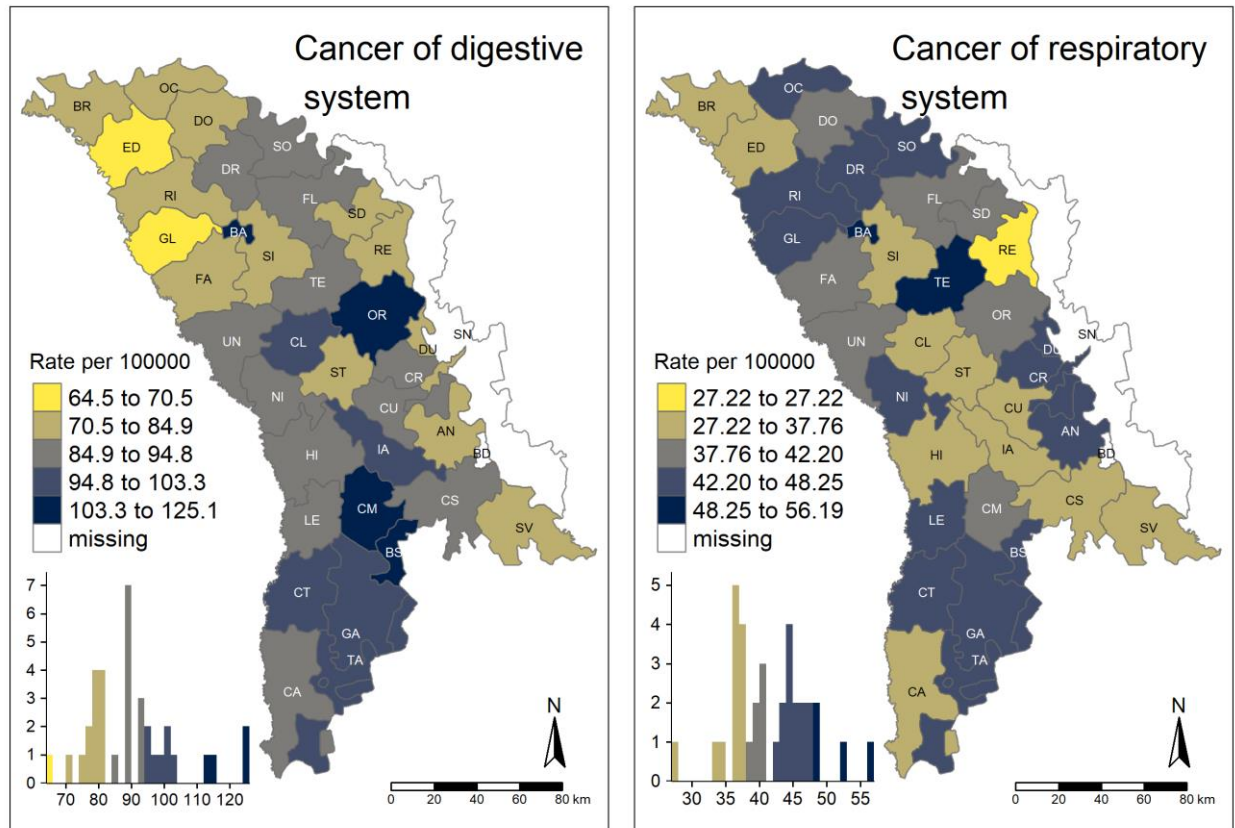 Cancer of digestive
system
OC
BR
DO
ED
SO
DR
RI
FL
SD
GL
BA
SI
RE
FA
TE
OR
UN
CL
SN
DU
ST
CR
NI
CU
AN
IA
HI
BD
CS
LE
CM
SV
BS
CT
GA
TA
CA
Rate per 100000
64.5 to 70.5
70.5 to 84.9
84.9 to 94.8
94.8 to 103.3
103.3 to 125.1
missing
7
6
5
4
3
2
1
0
70 80 90 100 120
N
0 20 40 60 80 km
Cancer of respiratory
system
OC
BR
DO
ED
SO
DR
RI
FL
SD
GL
BA
SI
RE
FA
TE
OR
UN
CL
SN
DU
ST
CR
NI
CU
AN
IA
HI
BD
CS
LE
CM
SV
BS
CT
GA
TA
CA
Rate per 100000
27.22 to 27.22
27.22 to 37.76
37.76 to 42.20
42.20 to 48.25
48.25 to 56.19
missing
5
4
3
2
1
0
30 35 40 45 50 55
N
0 20 40 60 80 km